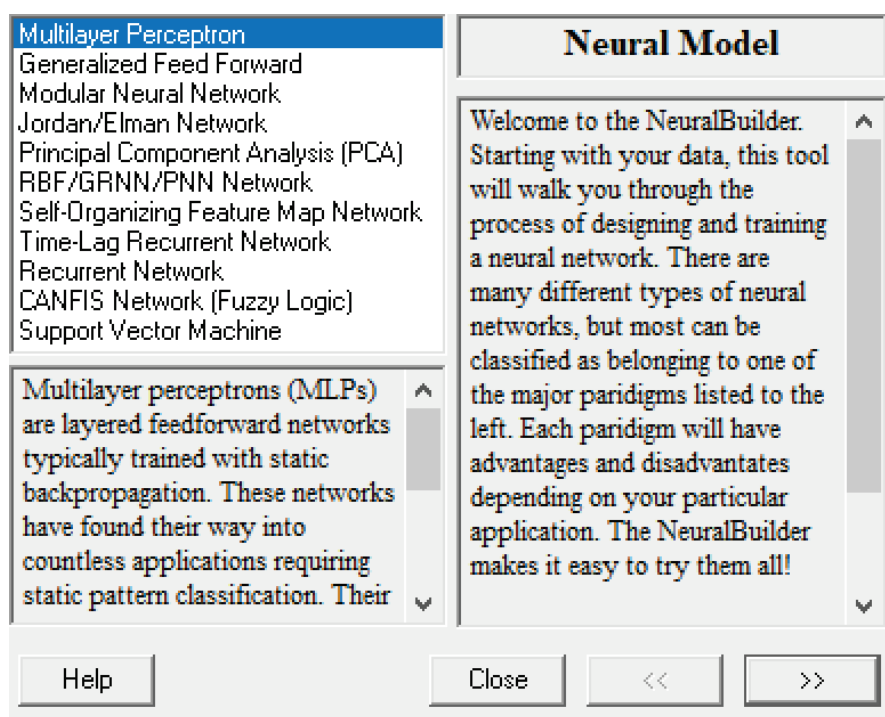 Multilayer Perceptron
Generalized Feed Forward
Modular Neural Network
Jordan/Elman Network
Principal Component Analysis (PCA)
RBF/GRNN/PNN Network
Self-Organizing Feature Map Network
Time-Lag Recurrent Network
Recurrent Network
CANFIS Network (Fuzzy Logic)
Support Vector Machine
Multilayer perceptrons (MLPs)
are layered feedforward networks
typically trained with static
backpropagation. These networks
have found their way into
countless applications requiring
static pattern classification. Their
Neural Model
Welcome to the NeuralBuilder.
Starting with your data, this tool
will walk you through the
process of designing and training
a neural network. There are
many different types of neural
networks, but most can be
classified as belonging to one of
the major paridigms listed to the
left. Each paridigm will have
advantages and disadvantates
depending on your particular
application. The NeuralBuilder
makes it easy to try them all!
Help
Close
<<
>>